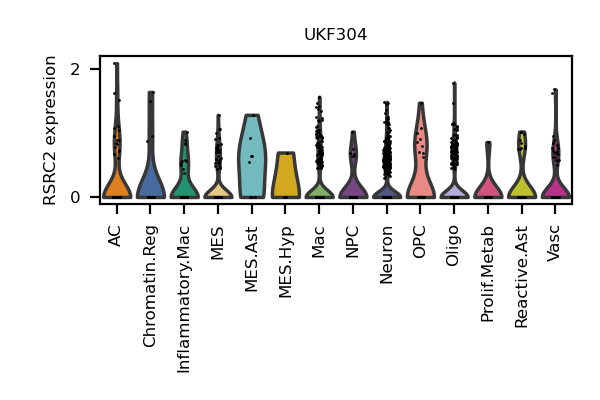 UKF304
RSRC2 expression
2
0
AC
Chromatin.Reg
Inflammatory.Mac
MES
MES.Ast
MES.Hyp
Mac
NPC
Neuron
OPC
Oligo
Prolif.Metab
Reactive.Ast
Vasc